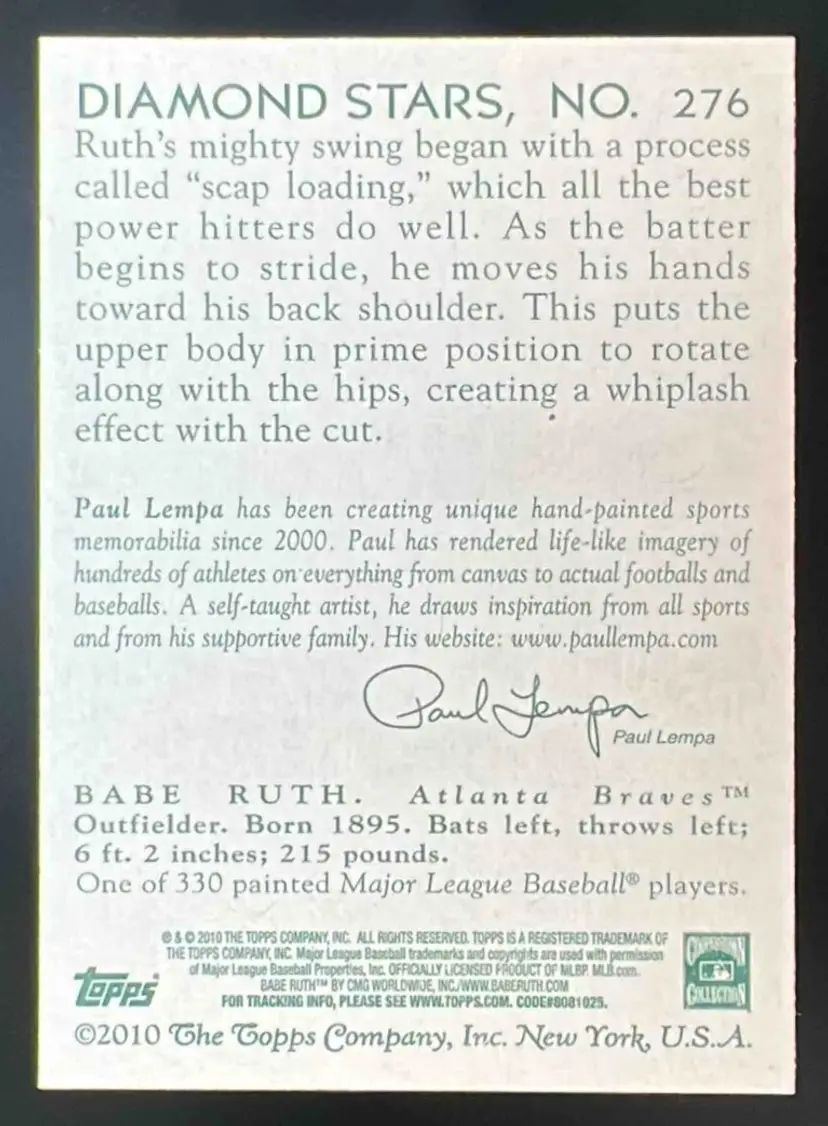 DIAMOND STARS, NO. 276
Ruth's mighty swing began with a process
called “scap loading,” which all the best
power hitters do well. As the batter
begins to stride, he moves his hands
toward his back shoulder. This puts the
upper body in prime position to rotate
along with the hips, creating a whiplash
effect with the cut.
Paul Lempa has been creating unique hand-painted sports
memorabilia since 2000. Paul has rendered life-like imagery of
hundreds of athletes on everything from canvas to actual footballs and
baseballs. A self-taught artist, he draws inspiration from all sports
and from his supportive family. His website: www.paullempa.com
Paul Lempa
Paul Lempa
BABE RUTH. Atlanta Braves™
Outfielder. Born 1895. Bats left, throws left;
6 ft. 2 inches; 215 pounds.
One of 330 painted Major League Baseball® players.
® & © 2010 THE TOPPS COMPANY, INC. ALL RIGHTS RESERVED. TOPPS IS A REGISTERED TRADEMARK OF
THE TOPPS COMPANY, INC. Major League Baseball trademarks and copyrights are used with permission
of Major League Baseball Properties, Inc. OFFICIALLY LICENSED PRODUCT OF MLBP. MLB.com.
BABE RUTH™ BY CMG WORLDWIDE, INC./WWW.BABERUTH.COM
FOR TRACKING INFO, PLEASE SEE WWW.TOPPS.COM. CODE#8081025.
Topps
COOPERSTOWN
COLLECTION
©2010 The Topps Company, Inc. New York, U.S.A.